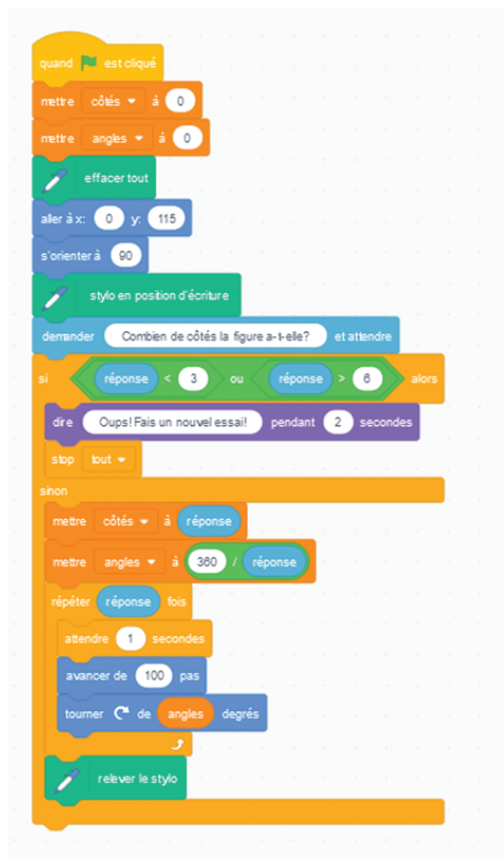 quand est cliqué
mettre côtés à 0
mettre angles à 0
effacer tout
aller à x: 0 y: 115
s'orienter à 90
stylo en position d'écriture
demander Combien de côtés la figure a-t-elle? et attendre
si réponse < 3 ou réponse > 6 alors
dire Oups! Fais un nouvel essai! pendant 2 secondes
stop tout
sinon
mettre côtés à réponse
mettre angles à 360 / réponse
répéter réponse fois
attendre 1 secondes
avancer de 100 pas
tourner de angles degrés
relever le stylo